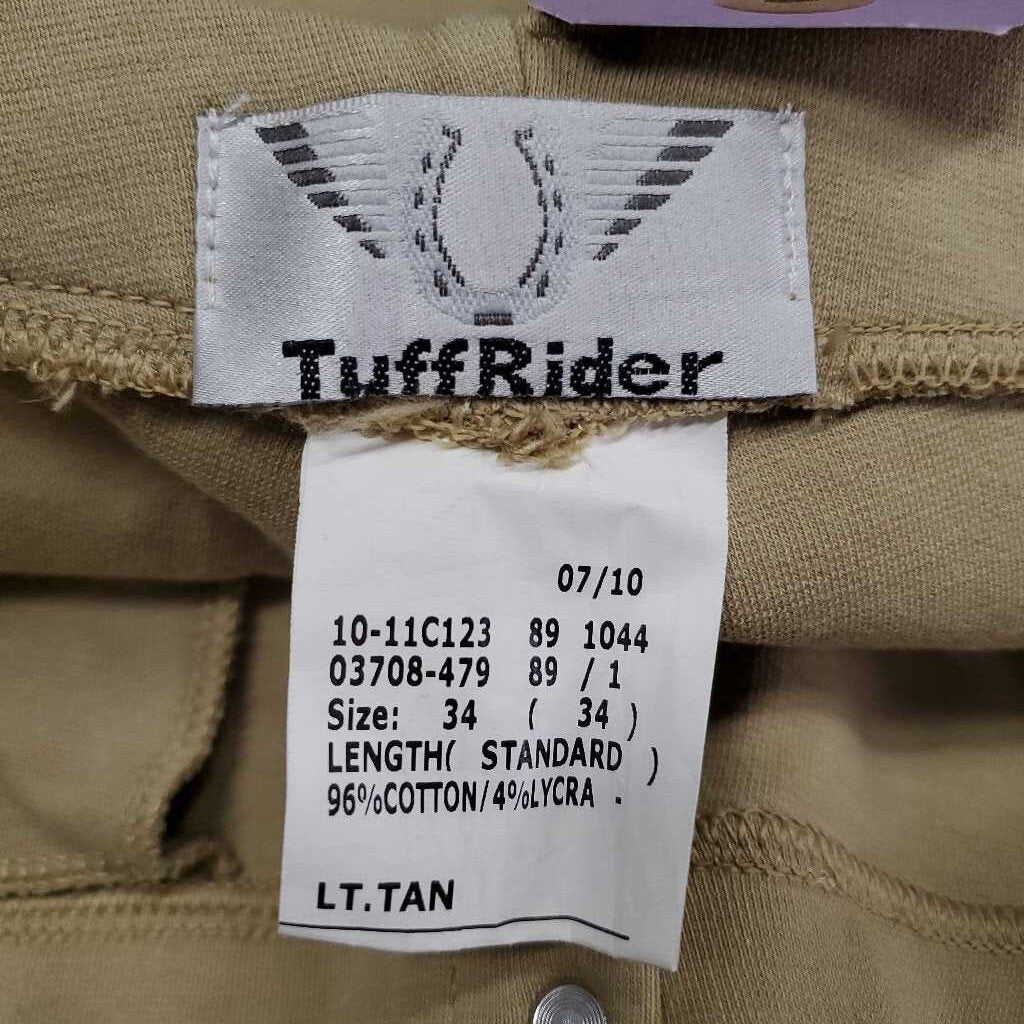 TuffRider
07/10
10-11C123 89 1044
03708-479 89 / 1
Size: 34 ( 34 )
LENGTH( STANDARD )
96%COTTON/4%LYCRA .
LT.TAN